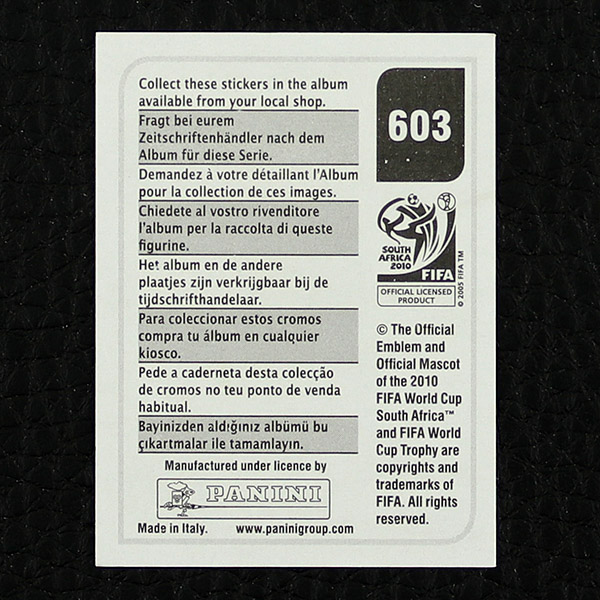 Collect these stickers in the album
available from your local shop.
Fragt bei eurem
Zeitschriftenhändler nach dem
Album für diese Serie.
Demandez à votre détaillant l'Album
pour la collection de ces images.
Chiedete al vostro rivenditore
l'album per la raccolta di queste
figurine.
Het album en de andere
plaatjes zijn verkrijgbaar bij de
tijdschrifthandelaar.
Para coleccionar estos cromos
compra tu álbum en cualquier
kiosco.
Pede a caderneta desta colecção
de cromos no teu ponto de venda
habitual.
Bayinizden aldığınız albümü bu
çıkartmalar ile tamamlayın.
Manufactured under licence by
PANINI
Made in Italy. www.paninigroup.com
603
SOUTH
AFRICA
2010
FIFA
OFFICIAL LICENSED
PRODUCT
© 2005 FIFA TM
© The Official
Emblem and
Official Mascot
of the 2010
FIFA World Cup
South Africa™
and FIFA World
Cup Trophy are
copyrights and
trademarks of
FIFA. All rights
reserved.